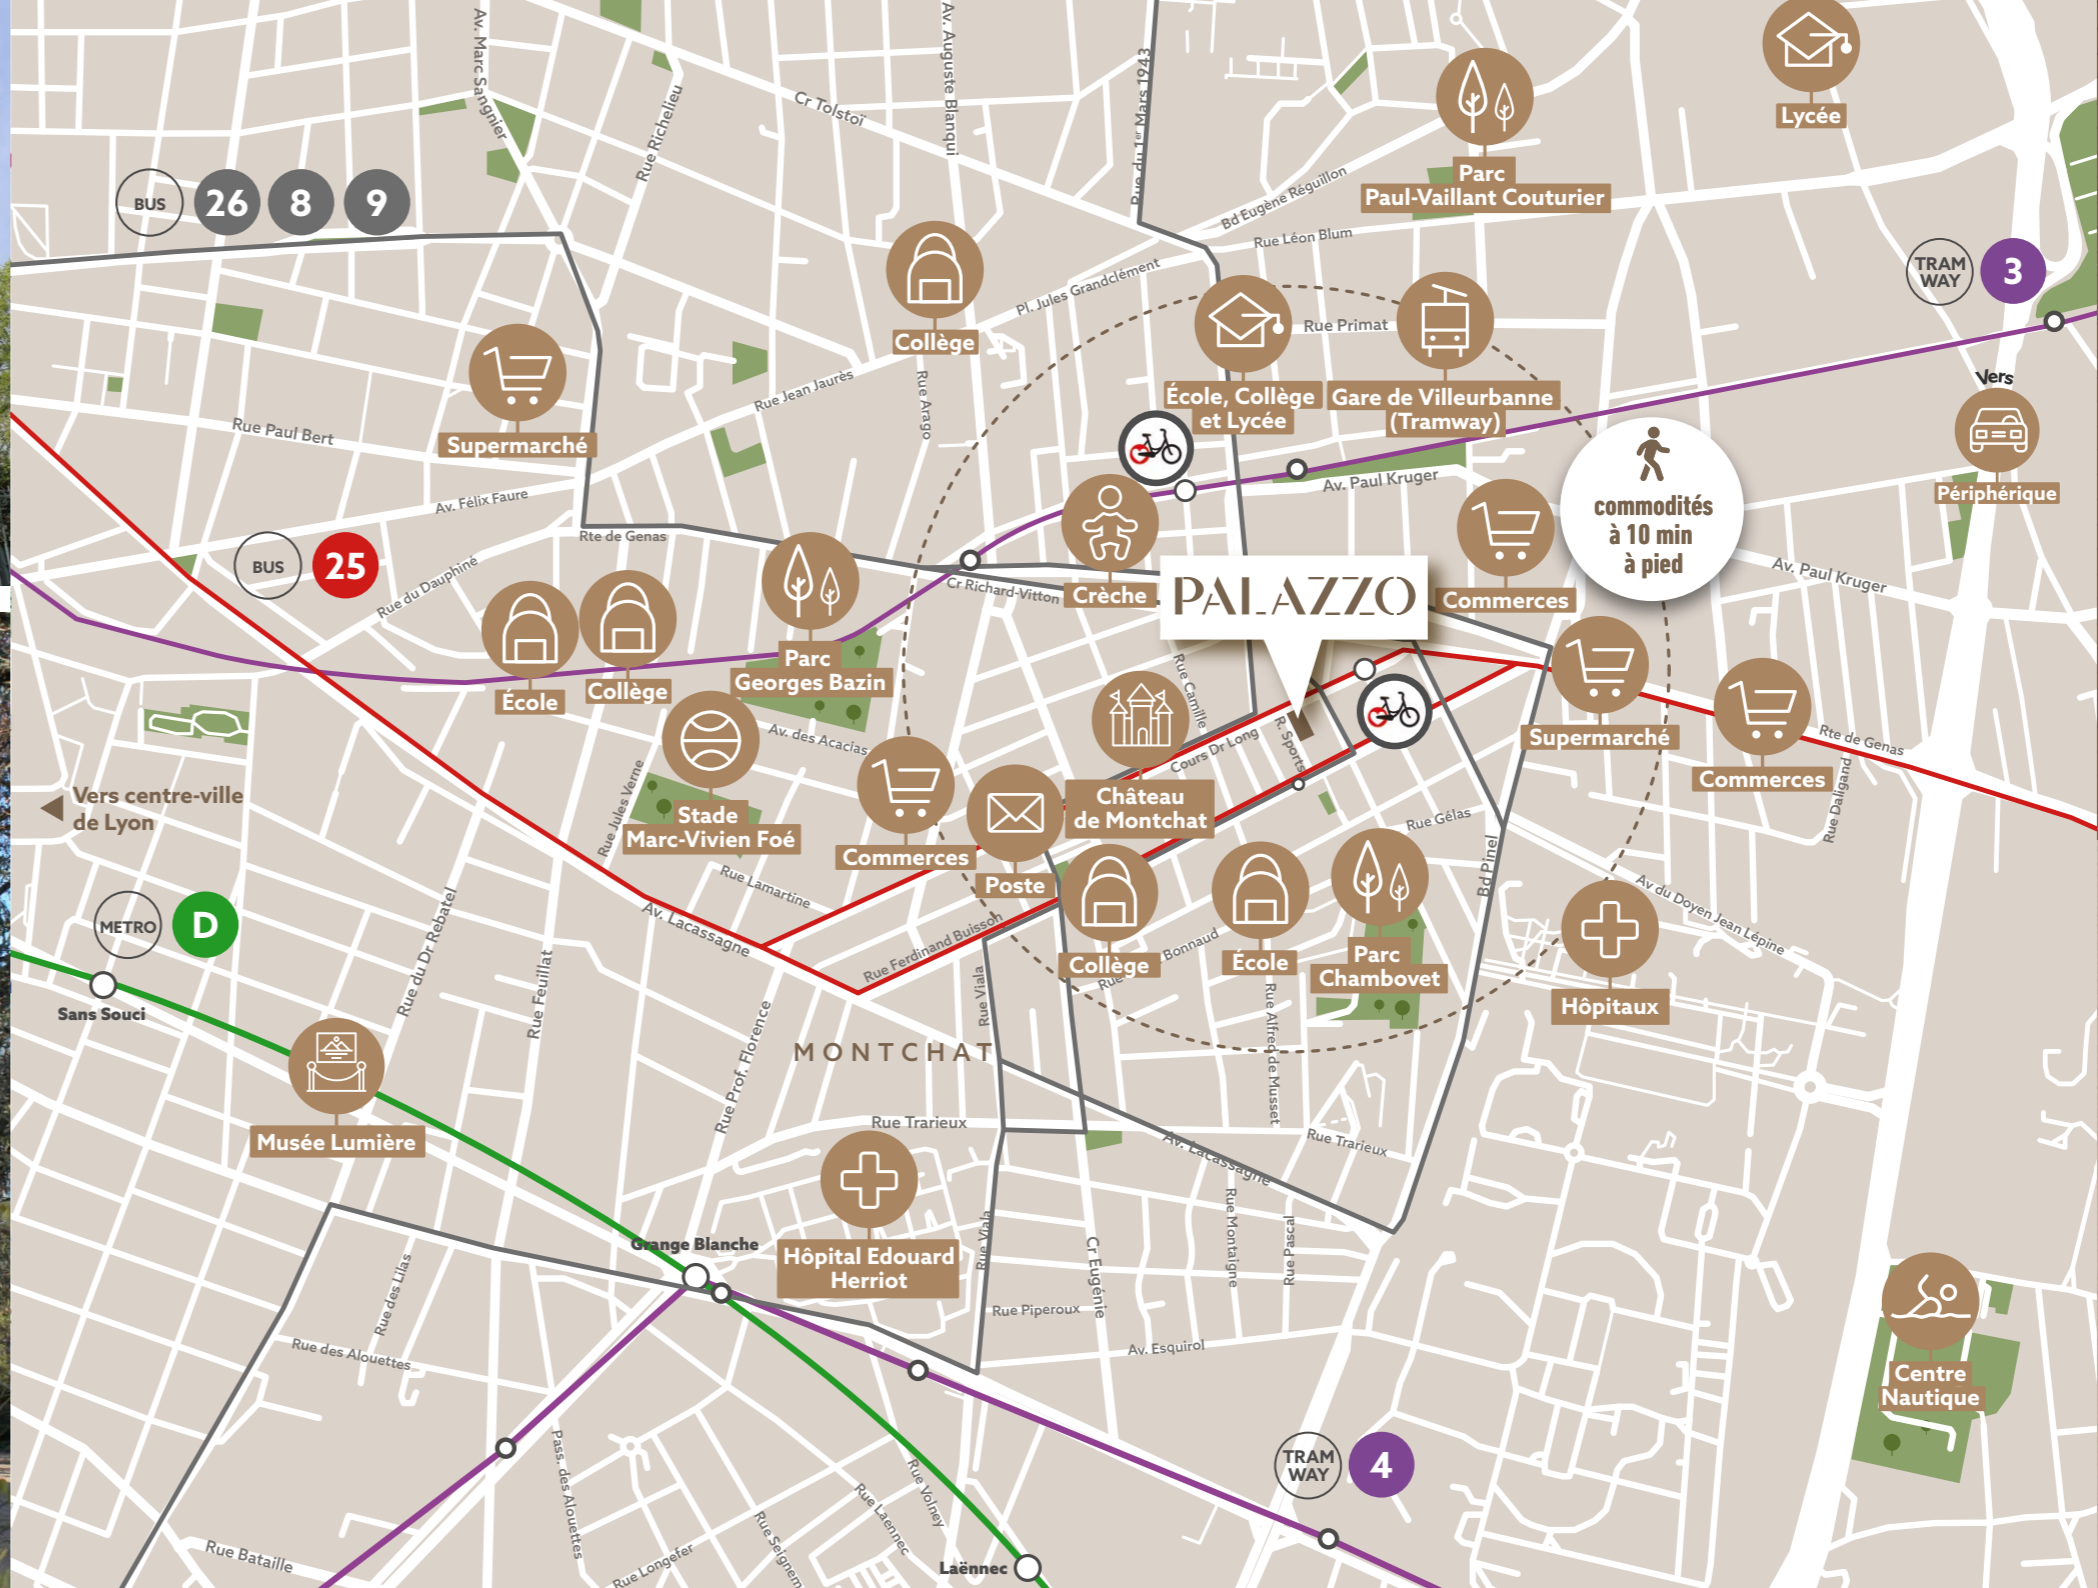 Av. Marc Sangnier
Rue Richelieu
Cr Tolstoï
Av. Auguste Blanqui
Rue du 1er Mars 1943
Lycée
Parc
Paul-Vaillant Couturier
Bd Eugène Réguillon
Rue Léon Blum
BUS 26 8 9
TRAM
WAY
3
Pl. Jules Grandclément
Collège
Rue Primat
Rue Jean Jaurès
Rue Arago
École, Collège
et Lycée
Gare de Villeurbanne
(Tramway)
Vers
Périphérique
Rue Paul Bert
Supermarché
Av. Félix Faure
Av. Paul Kruger
commodités
à 10 min
à pied
Rte de Genas
BUS 25
Rue du Dauphiné
Cr Richard-Vitton
Crèche
PALAZZO
Commerces
Av. Paul Kruger
École
Collège
Parc
Georges Bazin
Rue Camille
Av. des Acacias
Cours Dr Long
R. Sports
Supermarché
Rte de Genas
Commerces
Rue Daligand
Vers centre-ville
de Lyon
Rue Jules Verne
Stade
Marc-Vivien Foé
Commerces
Château
de Montchat
Rue Gélas
Bd Pinel
Poste
Rue Lamartine
Av. Lacassagne
Rue Ferdinand Buisson
Collège
Rue
Bonnaud
École
Parc
Chambovet
Av du Doyen Jean Lépine
Hôpitaux
METRO D
Sans Souci
Rue du Dr Rebatel
Rue Feuillat
Rue Viala
Rue Alfred de Musset
MONTCHAT
Rue Prof. Florence
Musée Lumière
Rue Trarieux
Rue Trarieux
Av. Lacassagne
Rue Montaigne
Rue Pascal
Grange Blanche
Hôpital Edouard
Herriot
Rue Viala
Cr Eugénie
Rue Piperoux
Av. Esquirol
Rue des Lilas
Rue des Alouettes
Centre
Nautique
Pass. des Alouettes
TRAM
WAY
4
Rue Volney
Rue Laennec
Rue Seignem
Rue Bataille
Rue Longefer
Laënnec